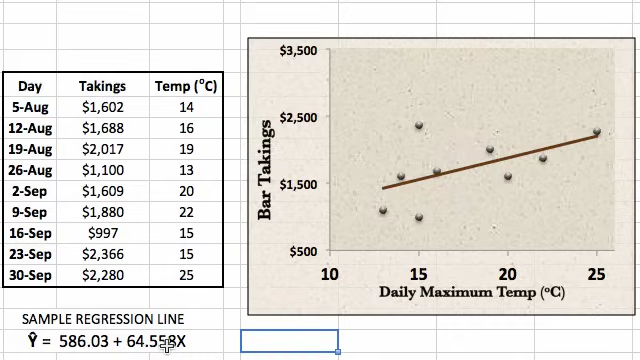 Day Takings Temp (°C)
5-Aug $1,602 14
12-Aug $1,688 16
19-Aug $2,017 19
26-Aug $1,100 13
2-Sep $1,609 20
9-Sep $1,880 22
16-Sep $997 15
23-Sep $2,366 15
30-Sep $2,280 25
SAMPLE REGRESSION LINE
Ŷ = 586.03 + 64.558X
$3,500
$2,500
$1,500
$500
Bar Takings
10 15 20 25
Daily Maximum Temp (°C)